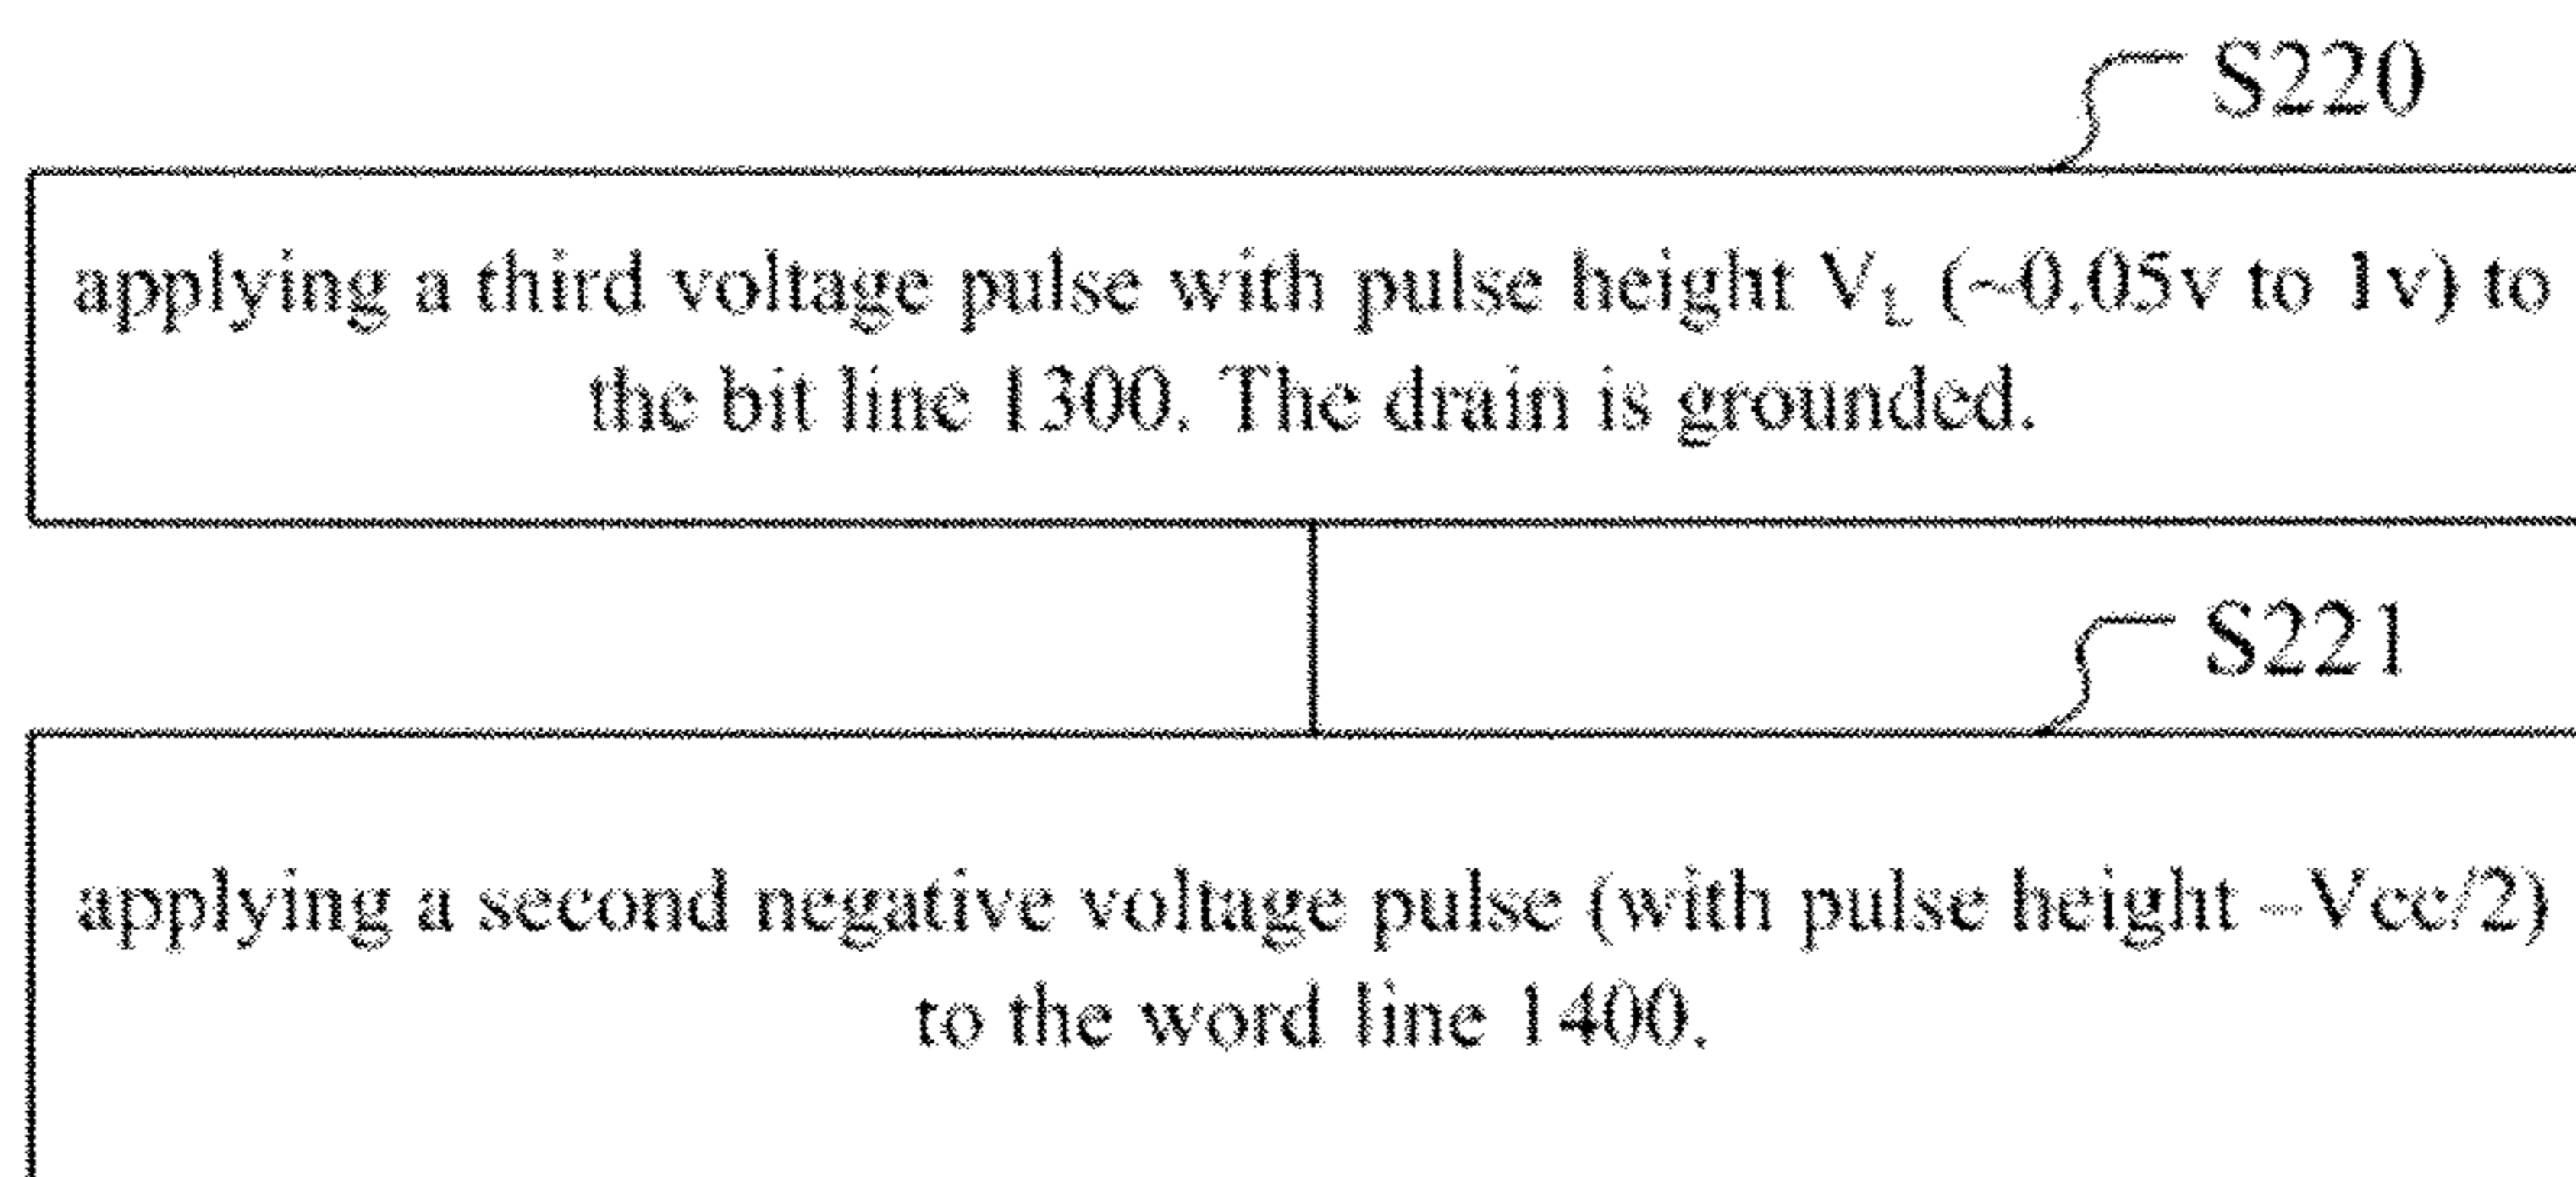 S220
applying a third voltage pulse with pulse height V_L (~0.05v to 1v) to
the bit line 1300. The drain is grounded.
S221
applying a second negative voltage pulse (with pulse height –Vcc/2)
to the word line 1400.